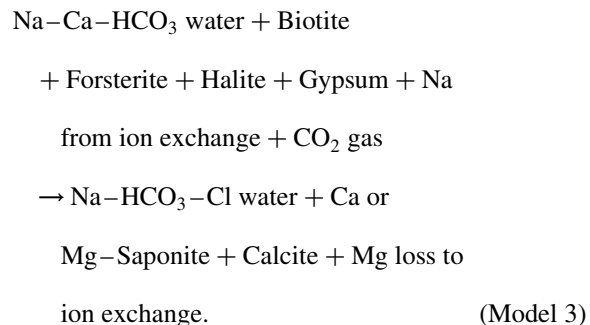 Na–Ca–HCO₃ water + Biotite
+ Forsterite + Halite + Gypsum + Na
from ion exchange + CO₂ gas
→ Na–HCO₃–Cl water + Ca or
Mg–Saponite + Calcite + Mg loss to
ion exchange. (Model 3)